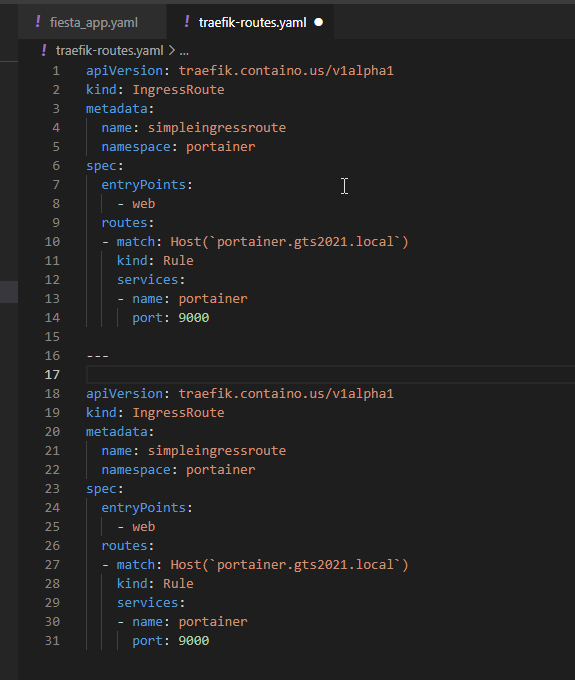 ! fiesta_app.yaml ! traefik-routes.yaml ●
! traefik-routes.yaml > ...
1 apiVersion: traefik.containo.us/v1alpha1
2 kind: IngressRoute
3 metadata:
4   name: simpleingressroute
5   namespace: portainer
6 spec:
7   entryPoints:
8     - web
9   routes:
10   - match: Host(`portainer.gts2021.local`)
11     kind: Rule
12     services:
13     - name: portainer
14       port: 9000
15
16 ---
17
18 apiVersion: traefik.containo.us/v1alpha1
19 kind: IngressRoute
20 metadata:
21   name: simpleingressroute
22   namespace: portainer
23 spec:
24   entryPoints:
25     - web
26   routes:
27   - match: Host(`portainer.gts2021.local`)
28     kind: Rule
29     services:
30     - name: portainer
31       port: 9000